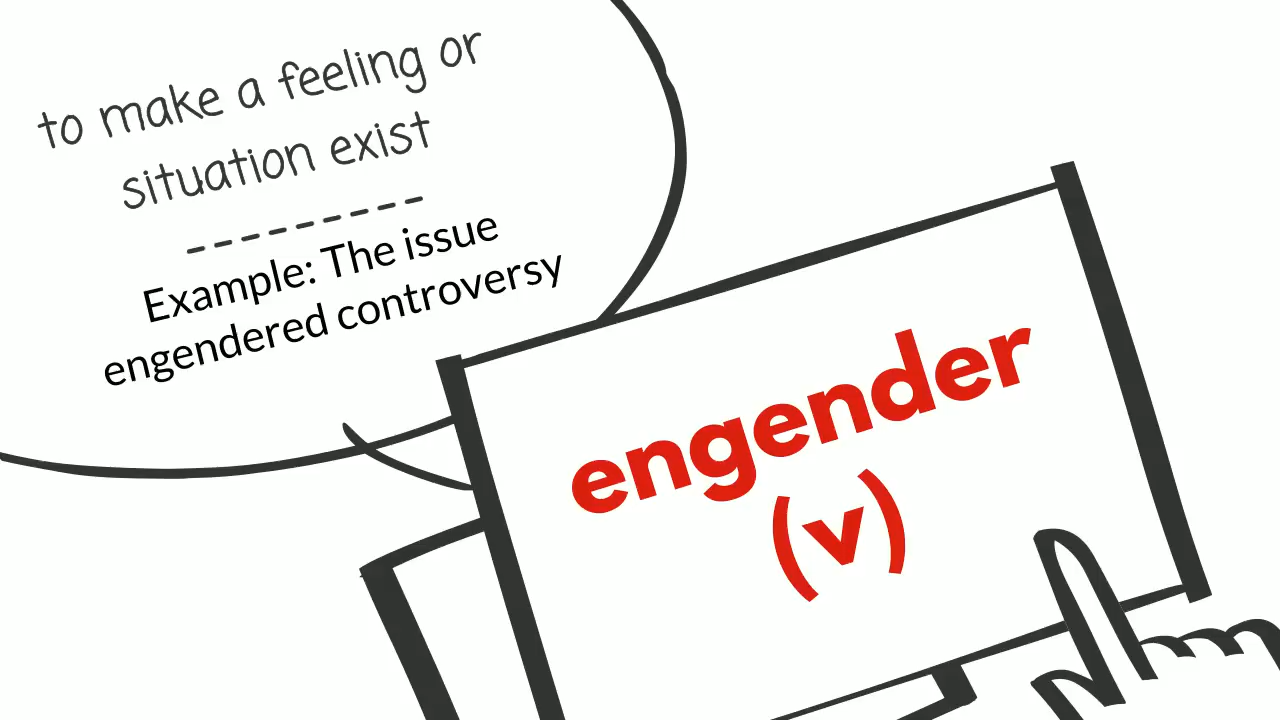 to make a feeling or
situation exist
---------
Example: The issue
engendered controversy
engender
(v)